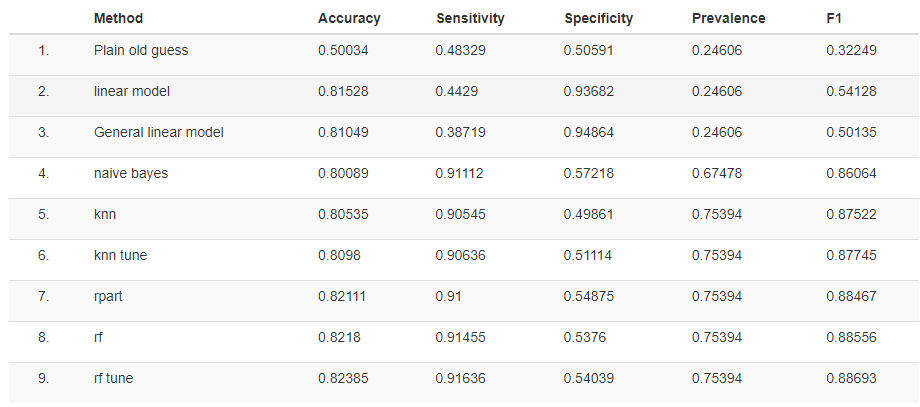 Method Accuracy Sensitivity Specificity Prevalence F1
1. Plain old guess 0.50034 0.48329 0.50591 0.24606 0.32249
2. linear model 0.81528 0.4429 0.93682 0.24606 0.54128
3. General linear model 0.81049 0.38719 0.94864 0.24606 0.50135
4. naive bayes 0.80089 0.91112 0.57218 0.67478 0.86064
5. knn 0.80535 0.90545 0.49861 0.75394 0.87522
6. knn tune 0.8098 0.90636 0.51114 0.75394 0.87745
7. rpart 0.82111 0.91 0.54875 0.75394 0.88467
8. rf 0.8218 0.91455 0.5376 0.75394 0.88556
9. rf tune 0.82385 0.91636 0.54039 0.75394 0.88693